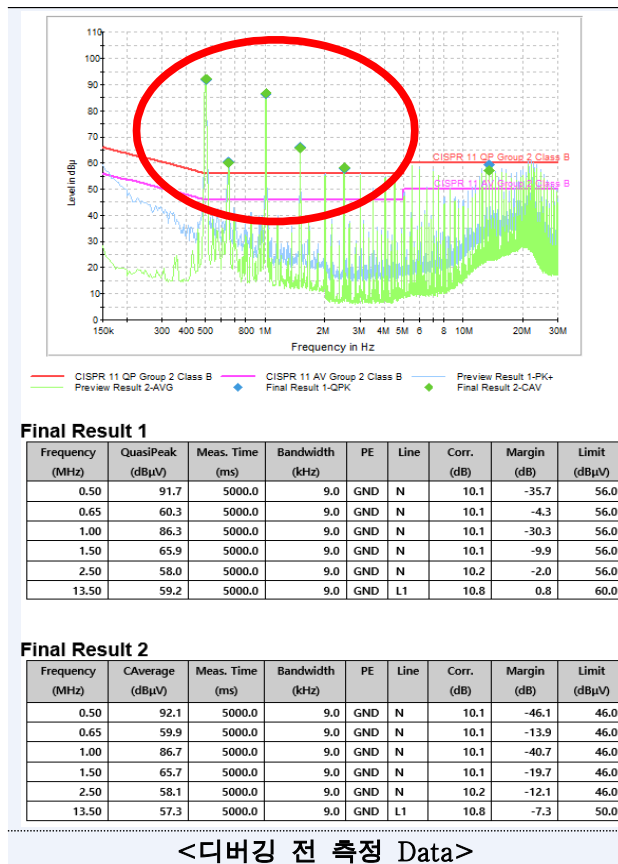 110
100
90
80
70
60
50
40
30
20
10
0
Level in dBµ
CISPR 11 QP Group 2 Class B
CISPR 11 AV Group 2 Class B
150k 300 400 500 800 1M 2M 3M 4M 5M 6 8 10M 20M 30M
Frequency in Hz
CISPR 11 QP Group 2 Class B CISPR 11 AV Group 2 Class B Preview Result 1-PK+
Preview Result 2-AVG Final Result 1-QPK Final Result 2-CAV
Final Result 1
Frequency QuasiPeak Meas. Time Bandwidth PE Line Corr. Margin Limit
(MHz) (dBµV) (ms) (kHz) (dB) (dB) (dBµV)
0.50 91.7 5000.0 9.0 GND N 10.1 -35.7 56.0
0.65 60.3 5000.0 9.0 GND N 10.1 -4.3 56.0
1.00 86.3 5000.0 9.0 GND N 10.1 -30.3 56.0
1.50 65.9 5000.0 9.0 GND N 10.1 -9.9 56.0
2.50 58.0 5000.0 9.0 GND N 10.2 -2.0 56.0
13.50 59.2 5000.0 9.0 GND L1 10.8 0.8 60.0
Final Result 2
Frequency CAverage Meas. Time Bandwidth PE Line Corr. Margin Limit
(MHz) (dBµV) (ms) (kHz) (dB) (dB) (dBµV)
0.50 92.1 5000.0 9.0 GND N 10.1 -46.1 46.0
0.65 59.9 5000.0 9.0 GND N 10.1 -13.9 46.0
1.00 86.7 5000.0 9.0 GND N 10.1 -40.7 46.0
1.50 65.7 5000.0 9.0 GND N 10.1 -19.7 46.0
2.50 58.1 5000.0 9.0 GND N 10.2 -12.1 46.0
13.50 57.3 5000.0 9.0 GND L1 10.8 -7.3 50.0
<디버깅 전 측정 Data>